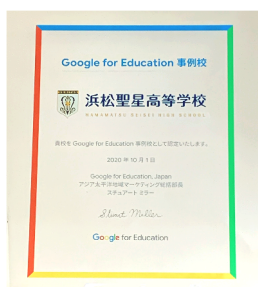 Google for Education 事例校
浜松聖星高等学校
HAMAMATSU SEISEI HIGH SCHOOL
貴校を Google for Education 事例校として認定いたします。
2020 年 10 月 1 日
Google for Education, Japan
アジア太平洋地域マーケティング統括部長
スチュアート ミラー
Stuart Miller
Google for Education